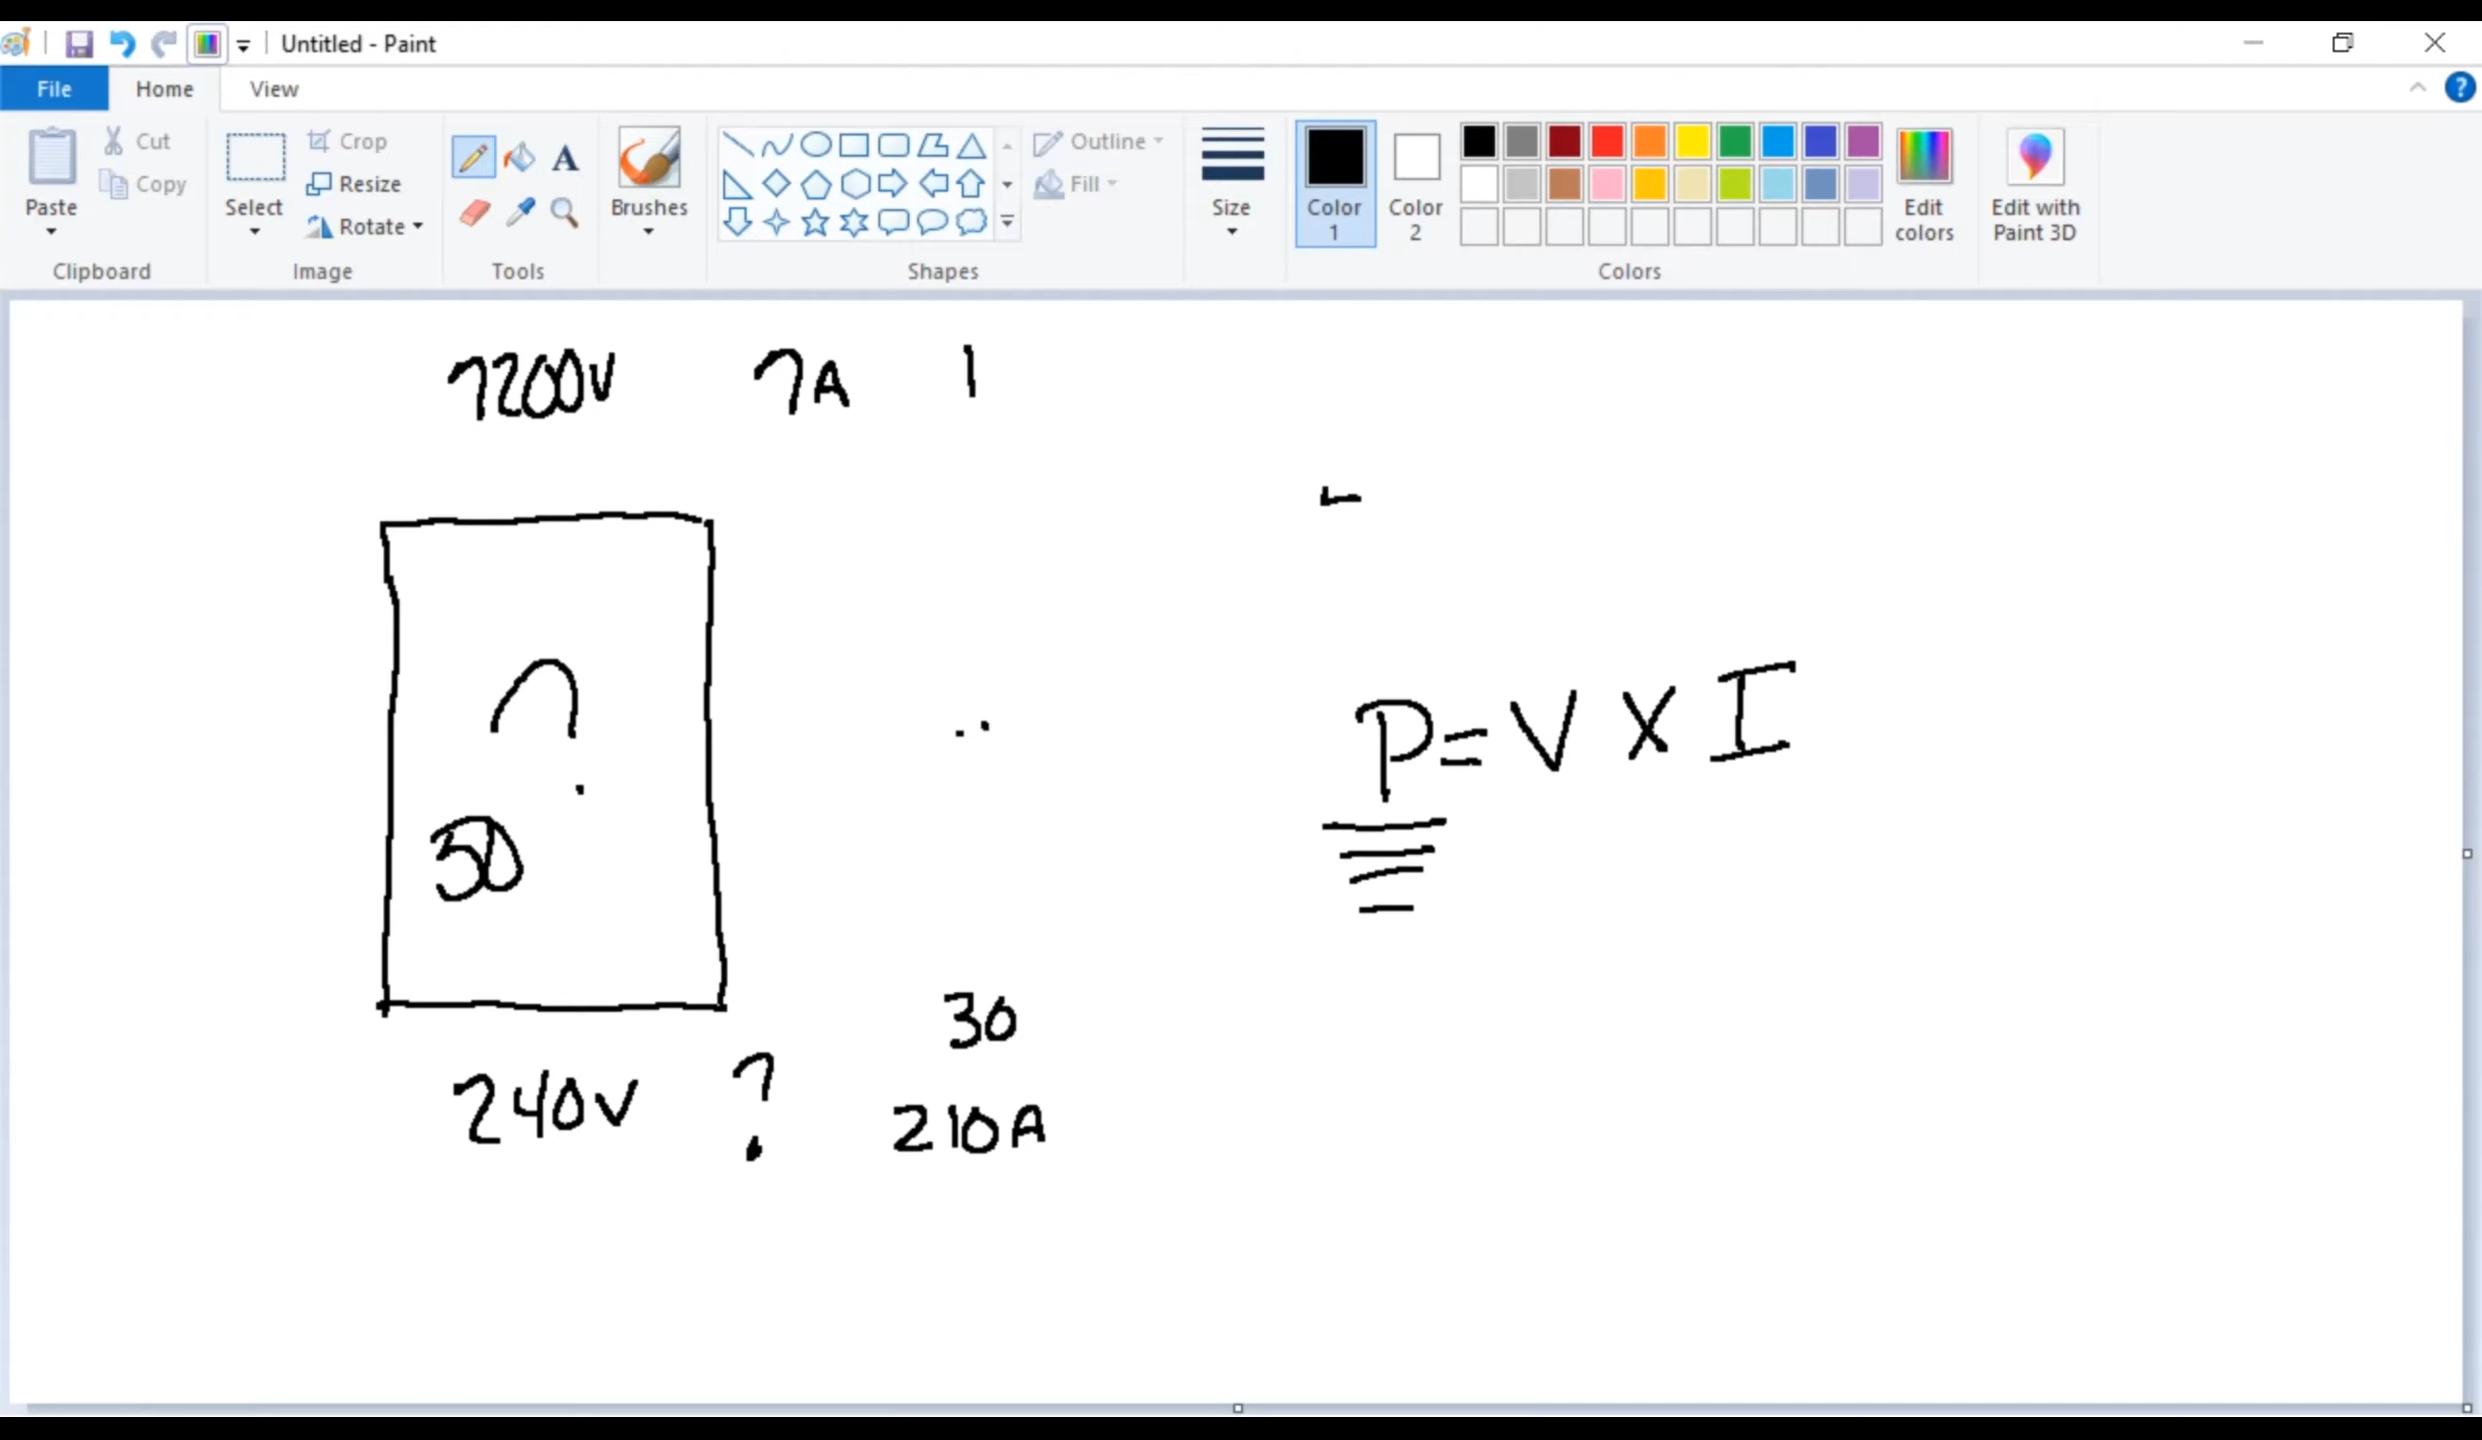 Untitled - Paint
File Home View
Paste Cut Copy Clipboard
Select Crop Resize Rotate Image
A Tools
Brushes
Shapes Outline Fill
Size
Color 1 Color 2 Colors Edit colors
Edit with Paint 3D
?
7200V 7A 1
P=V X I
?
30
30
240V ? 210A